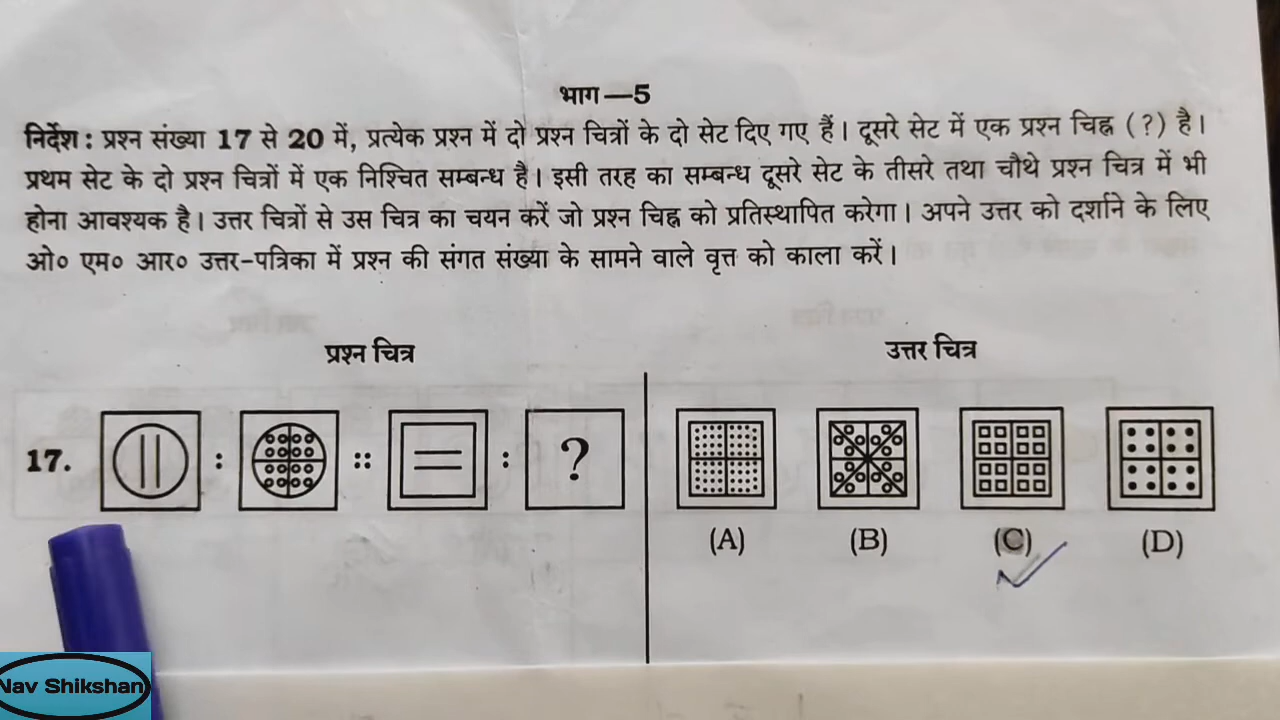 भाग—5
निर्देश : प्रश्न संख्या 17 से 20 में, प्रत्येक प्रश्न में दो प्रश्न चित्रों के दो सेट दिए गए हैं। दूसरे सेट में एक प्रश्न चिह्न (?) है।
प्रथम सेट के दो प्रश्न चित्रों में एक निश्चित सम्बन्ध है। इसी तरह का सम्बन्ध दूसरे सेट के तीसरे तथा चौथे प्रश्न चित्र में भी
होना आवश्यक है। उत्तर चित्रों से उस चित्र का चयन करें जो प्रश्न चिह्न को प्रतिस्थापित करेगा। अपने उत्तर को दर्शाने के लिए
ओ० एम० आर० उत्तर-पत्रिका में प्रश्न की संगत संख्या के सामने वाले वृत्त को काला करें।
प्रश्न चित्र उत्तर चित्र
17. : :: : ?
(A) (B) (C) (D)
Nav Shikshan